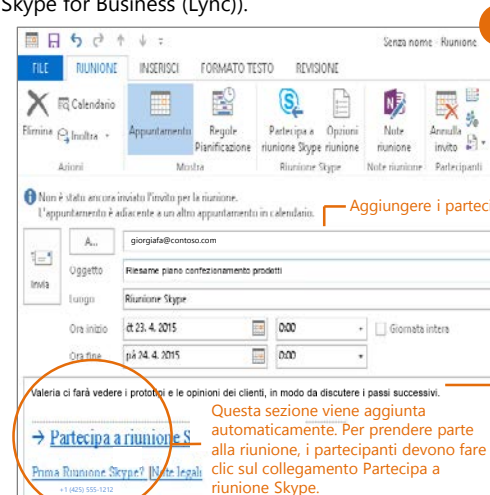 Skype for Business (Lync)).
Senza nome - Riunione
FILE RIUNIONE INSERISCI FORMATO TESTO REVISIONE
Calendario
Elimina Inoltra Appuntamento Regole Pianificazione Partecipa a riunione Skype Opzioni riunione Note riunione Annulla invito
Azioni Mostra Riunione Skype Note riunione Partecipanti
Non è stato ancora inviato l'invito per la riunione.
L'appuntamento è adiacente a un altro appuntamento in calendario.
Aggiungere i parteci
A... giorgiafa@contoso.com
Invia
Oggetto Riesame piano confezionamento prodotti
Luogo Riunione Skype
Ora inizio čt 23. 4. 2015 0:00 Giornata intera
Ora fine pá 24. 4. 2015 0:00
Valeria ci farà vedere i prototipi e le opinioni dei clienti, in modo da discutere i passi successivi.
→ Partecipa a riunione S
Prima Riunione Skype? Note legali
+1 (425) 555-1212
Questa sezione viene aggiunta
automaticamente. Per prendere parte
alla riunione, i partecipanti devono fare
clic sul collegamento Partecipa a
riunione Skype.